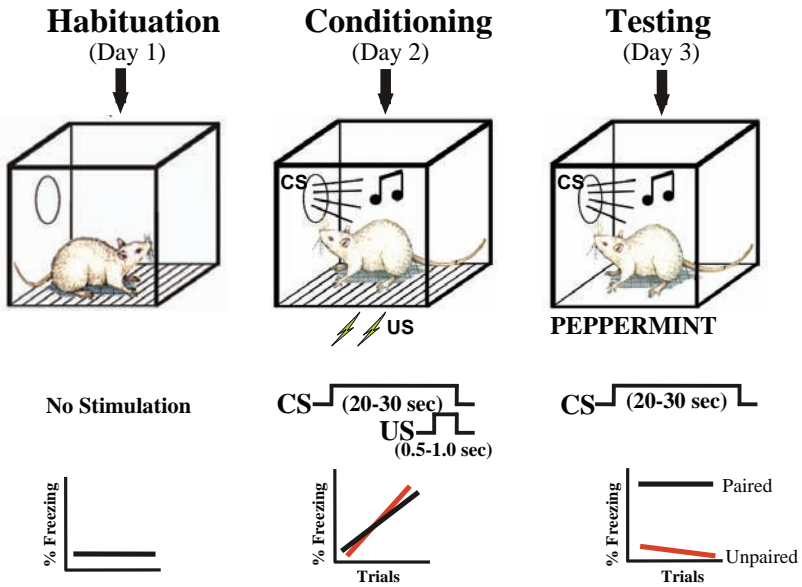 Habituation
(Day 1)
Conditioning
(Day 2)
Testing
(Day 3)
CS
US
CS
PEPPERMINT
No Stimulation
CS
(20-30 sec)
US
(0.5-1.0 sec)
CS
(20-30 sec)
% Freezing
% Freezing
Trials
% Freezing
Paired
Unpaired
Trials